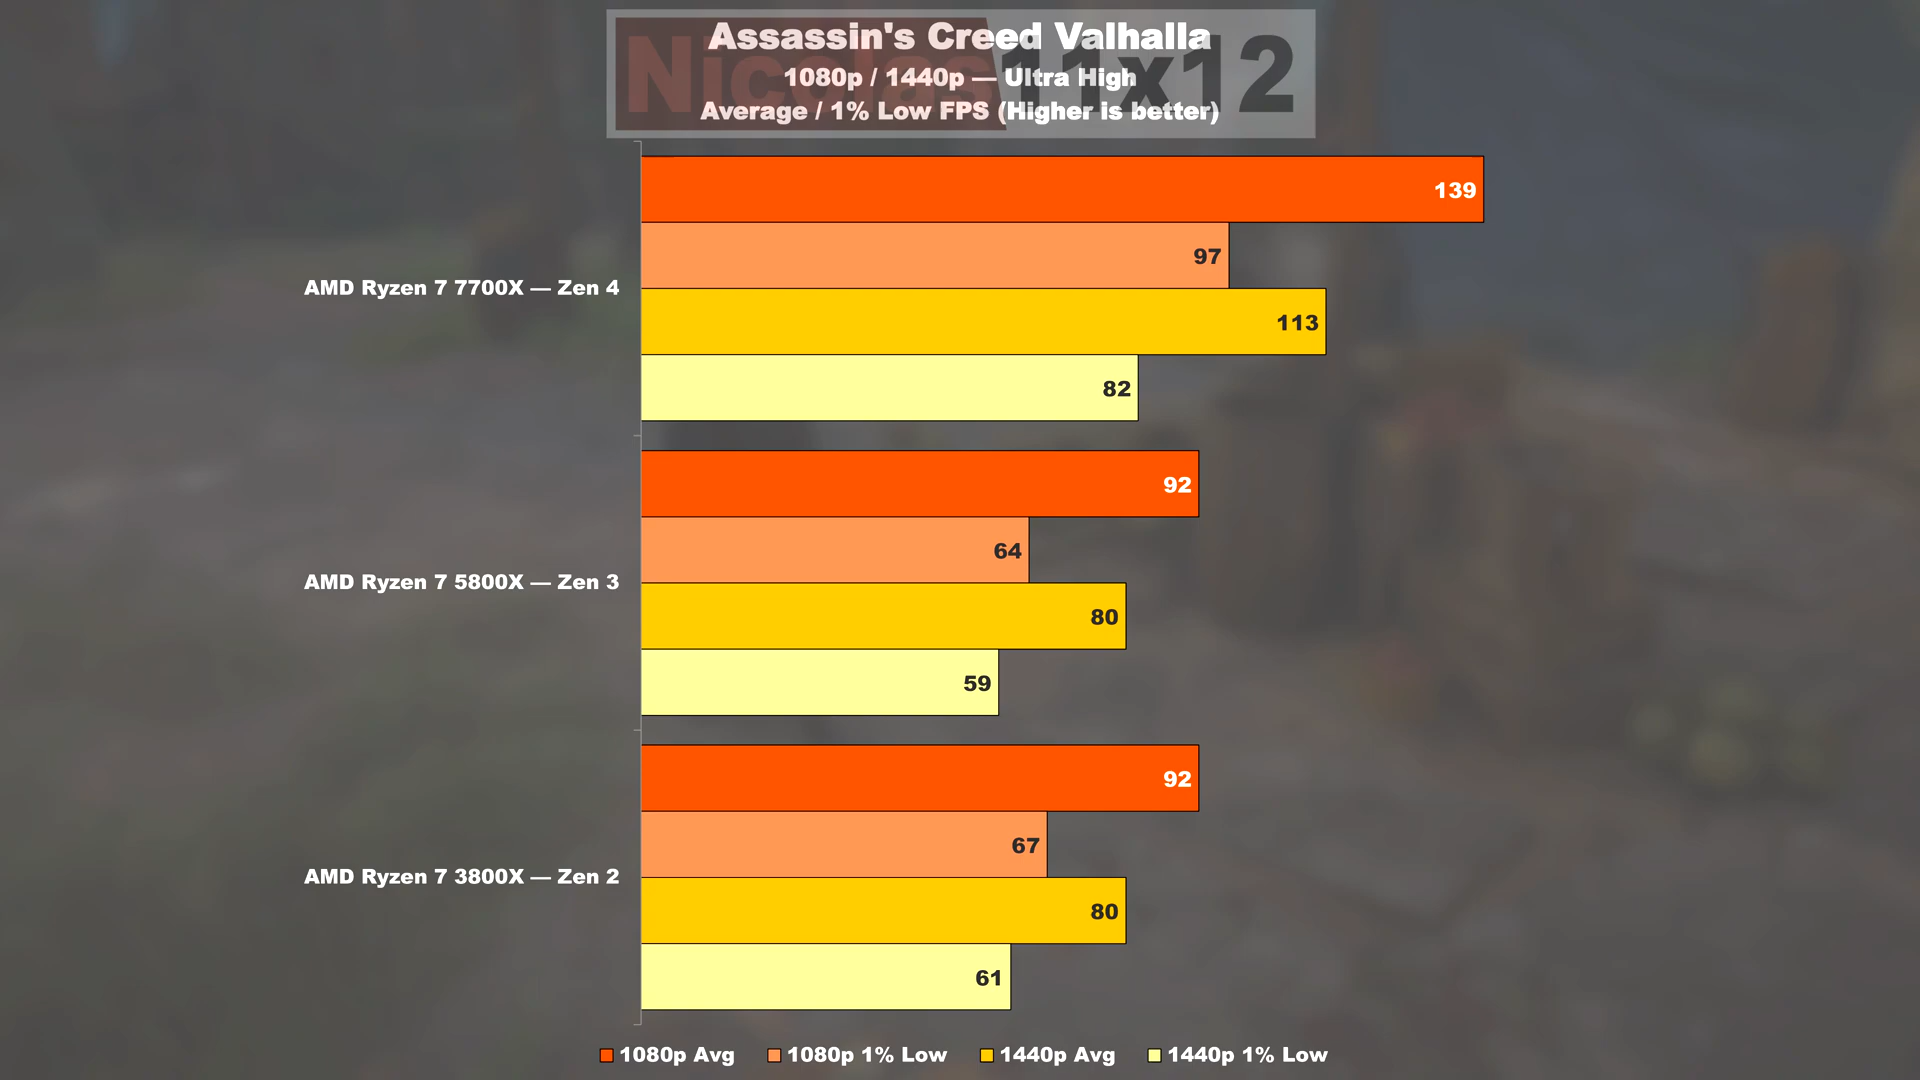 Nicolas11x12
Assassin's Creed Valhalla
1080p / 1440p — Ultra High
Average / 1% Low FPS (Higher is better)
AMD Ryzen 7 7700X — Zen 4
139
97
113
82
AMD Ryzen 7 5800X — Zen 3
92
64
80
59
AMD Ryzen 7 3800X — Zen 2
92
67
80
61
1080p Avg
1080p 1% Low
1440p Avg
1440p 1% Low